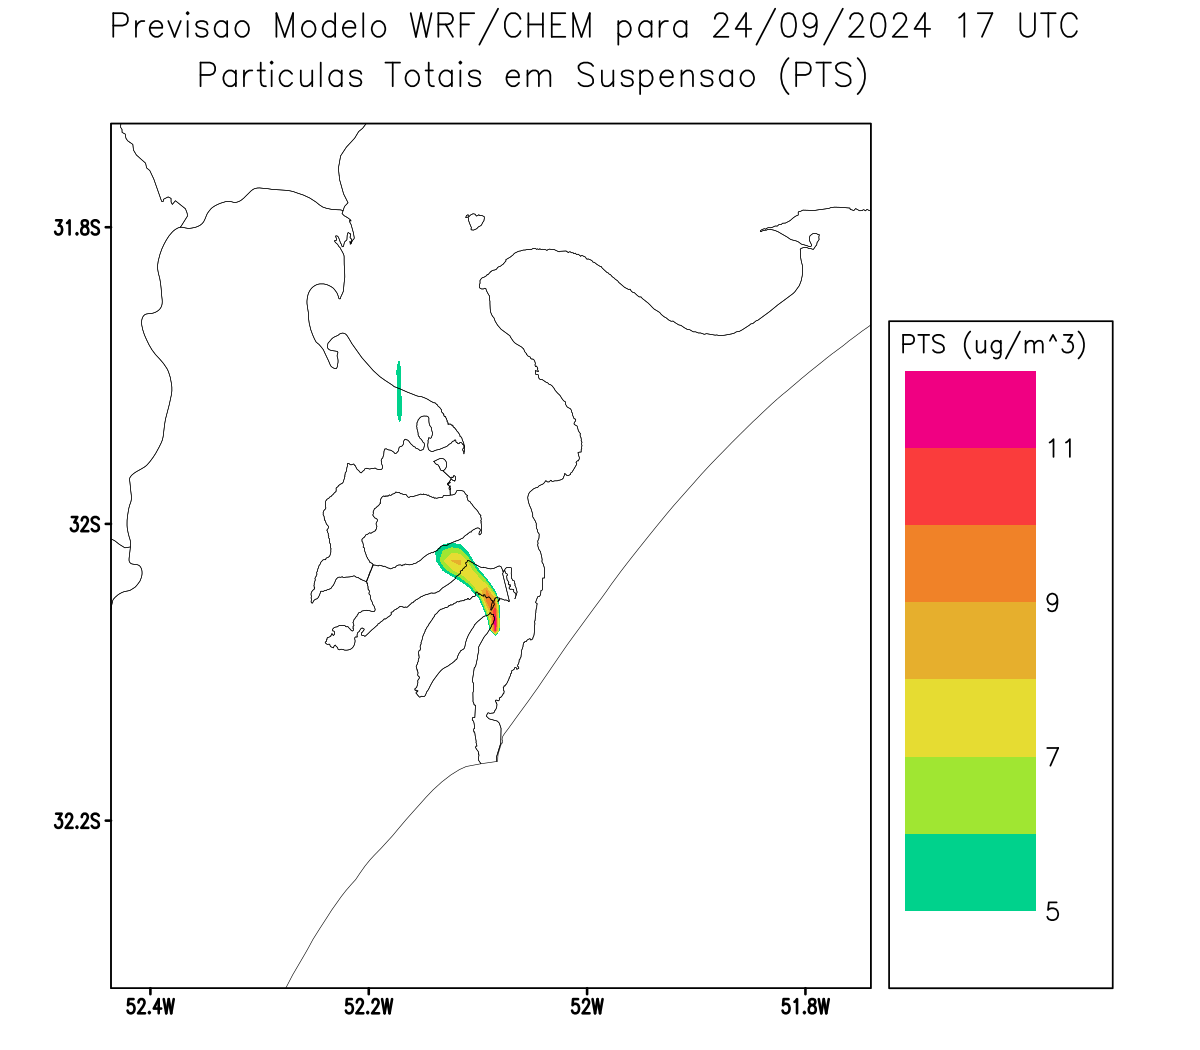 Previsao Modelo WRF/CHEM para 24/09/2024 17 UTC
Particulas Totais em Suspensao (PTS)
31.8S
32S
32.2S
52.4W
52.2W
52W
51.8W
PTS (ug/m^3)
11
9
7
5